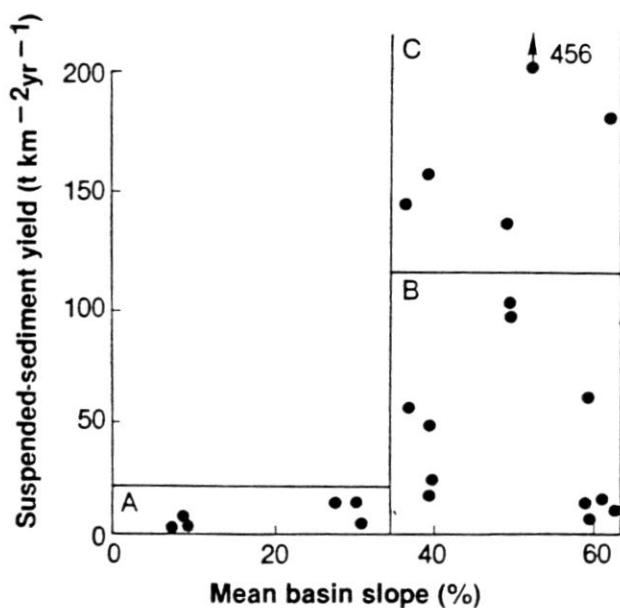 C
456
200
150
100
B
50
A
0
0 20 40 60
Mean basin slope (%)
Suspended-sediment yield (t km−2yr−1)